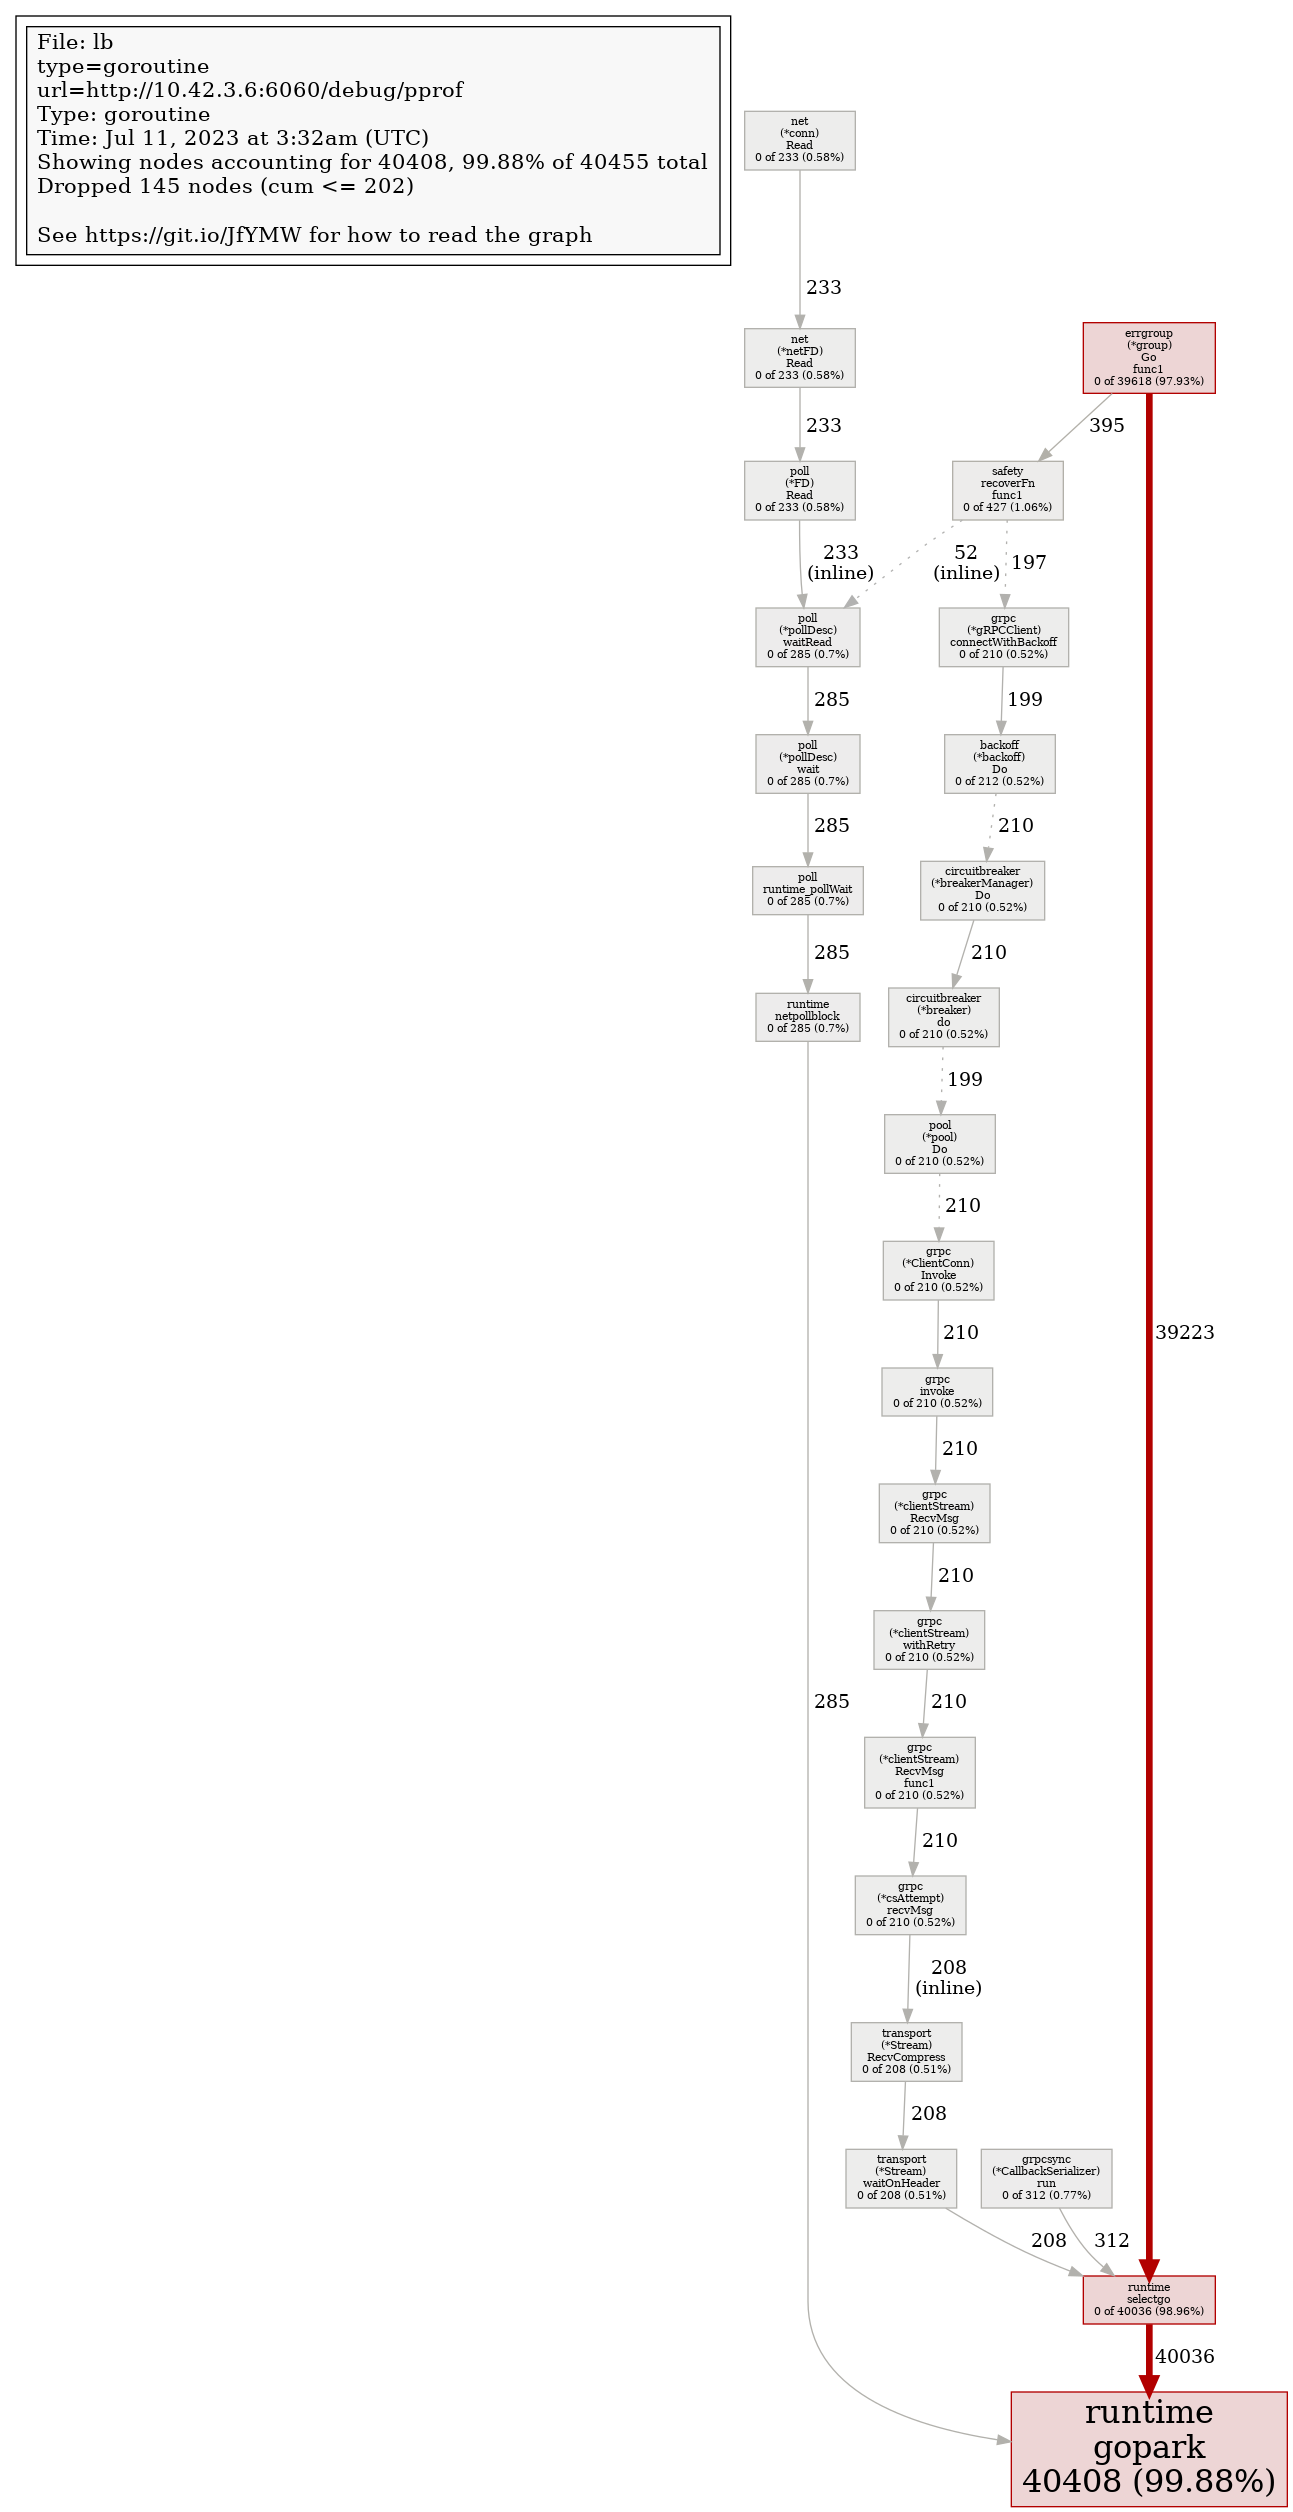 File: lb
type=goroutine
url=http://10.42.3.6:6060/debug/pprof
Type: goroutine
Time: Jul 11, 2023 at 3:32am (UTC)
Showing nodes accounting for 40408, 99.88% of 40455 total
Dropped 145 nodes (cum <= 202)
See https://git.io/JfYMW for how to read the graph
net
(*conn)
Read
0 of 233 (0.58%)
233
net
(*netFD)
Read
0 of 233 (0.58%)
errgroup
(*group)
Go
func1
0 of 39618 (97.93%)
233
395
poll
(*FD)
Read
0 of 233 (0.58%)
safety
recoverFn
func1
0 of 427 (1.06%)
233
(inline)
52
(inline)
197
poll
(*pollDesc)
waitRead
0 of 285 (0.7%)
grpc
(*gRPCClient)
connectWithBackoff
0 of 210 (0.52%)
285
199
poll
(*pollDesc)
wait
0 of 285 (0.7%)
backoff
(*backoff)
Do
0 of 212 (0.52%)
285
210
poll
runtime_pollWait
0 of 285 (0.7%)
circuitbreaker
(*breakerManager)
Do
0 of 210 (0.52%)
285
210
runtime
netpollblock
0 of 285 (0.7%)
circuitbreaker
(*breaker)
do
0 of 210 (0.52%)
199
pool
(*pool)
Do
0 of 210 (0.52%)
210
grpc
(*ClientConn)
Invoke
0 of 210 (0.52%)
210
39223
grpc
invoke
0 of 210 (0.52%)
210
grpc
(*clientStream)
RecvMsg
0 of 210 (0.52%)
210
grpc
(*clientStream)
withRetry
0 of 210 (0.52%)
285
210
grpc
(*clientStream)
RecvMsg
func1
0 of 210 (0.52%)
210
grpc
(*csAttempt)
recvMsg
0 of 210 (0.52%)
208
(inline)
transport
(*Stream)
RecvCompress
0 of 208 (0.51%)
208
transport
(*Stream)
waitOnHeader
0 of 208 (0.51%)
grpcsync
(*CallbackSerializer)
run
0 of 312 (0.77%)
208
312
runtime
selectgo
0 of 40036 (98.96%)
40036
runtime
gopark
40408 (99.88%)